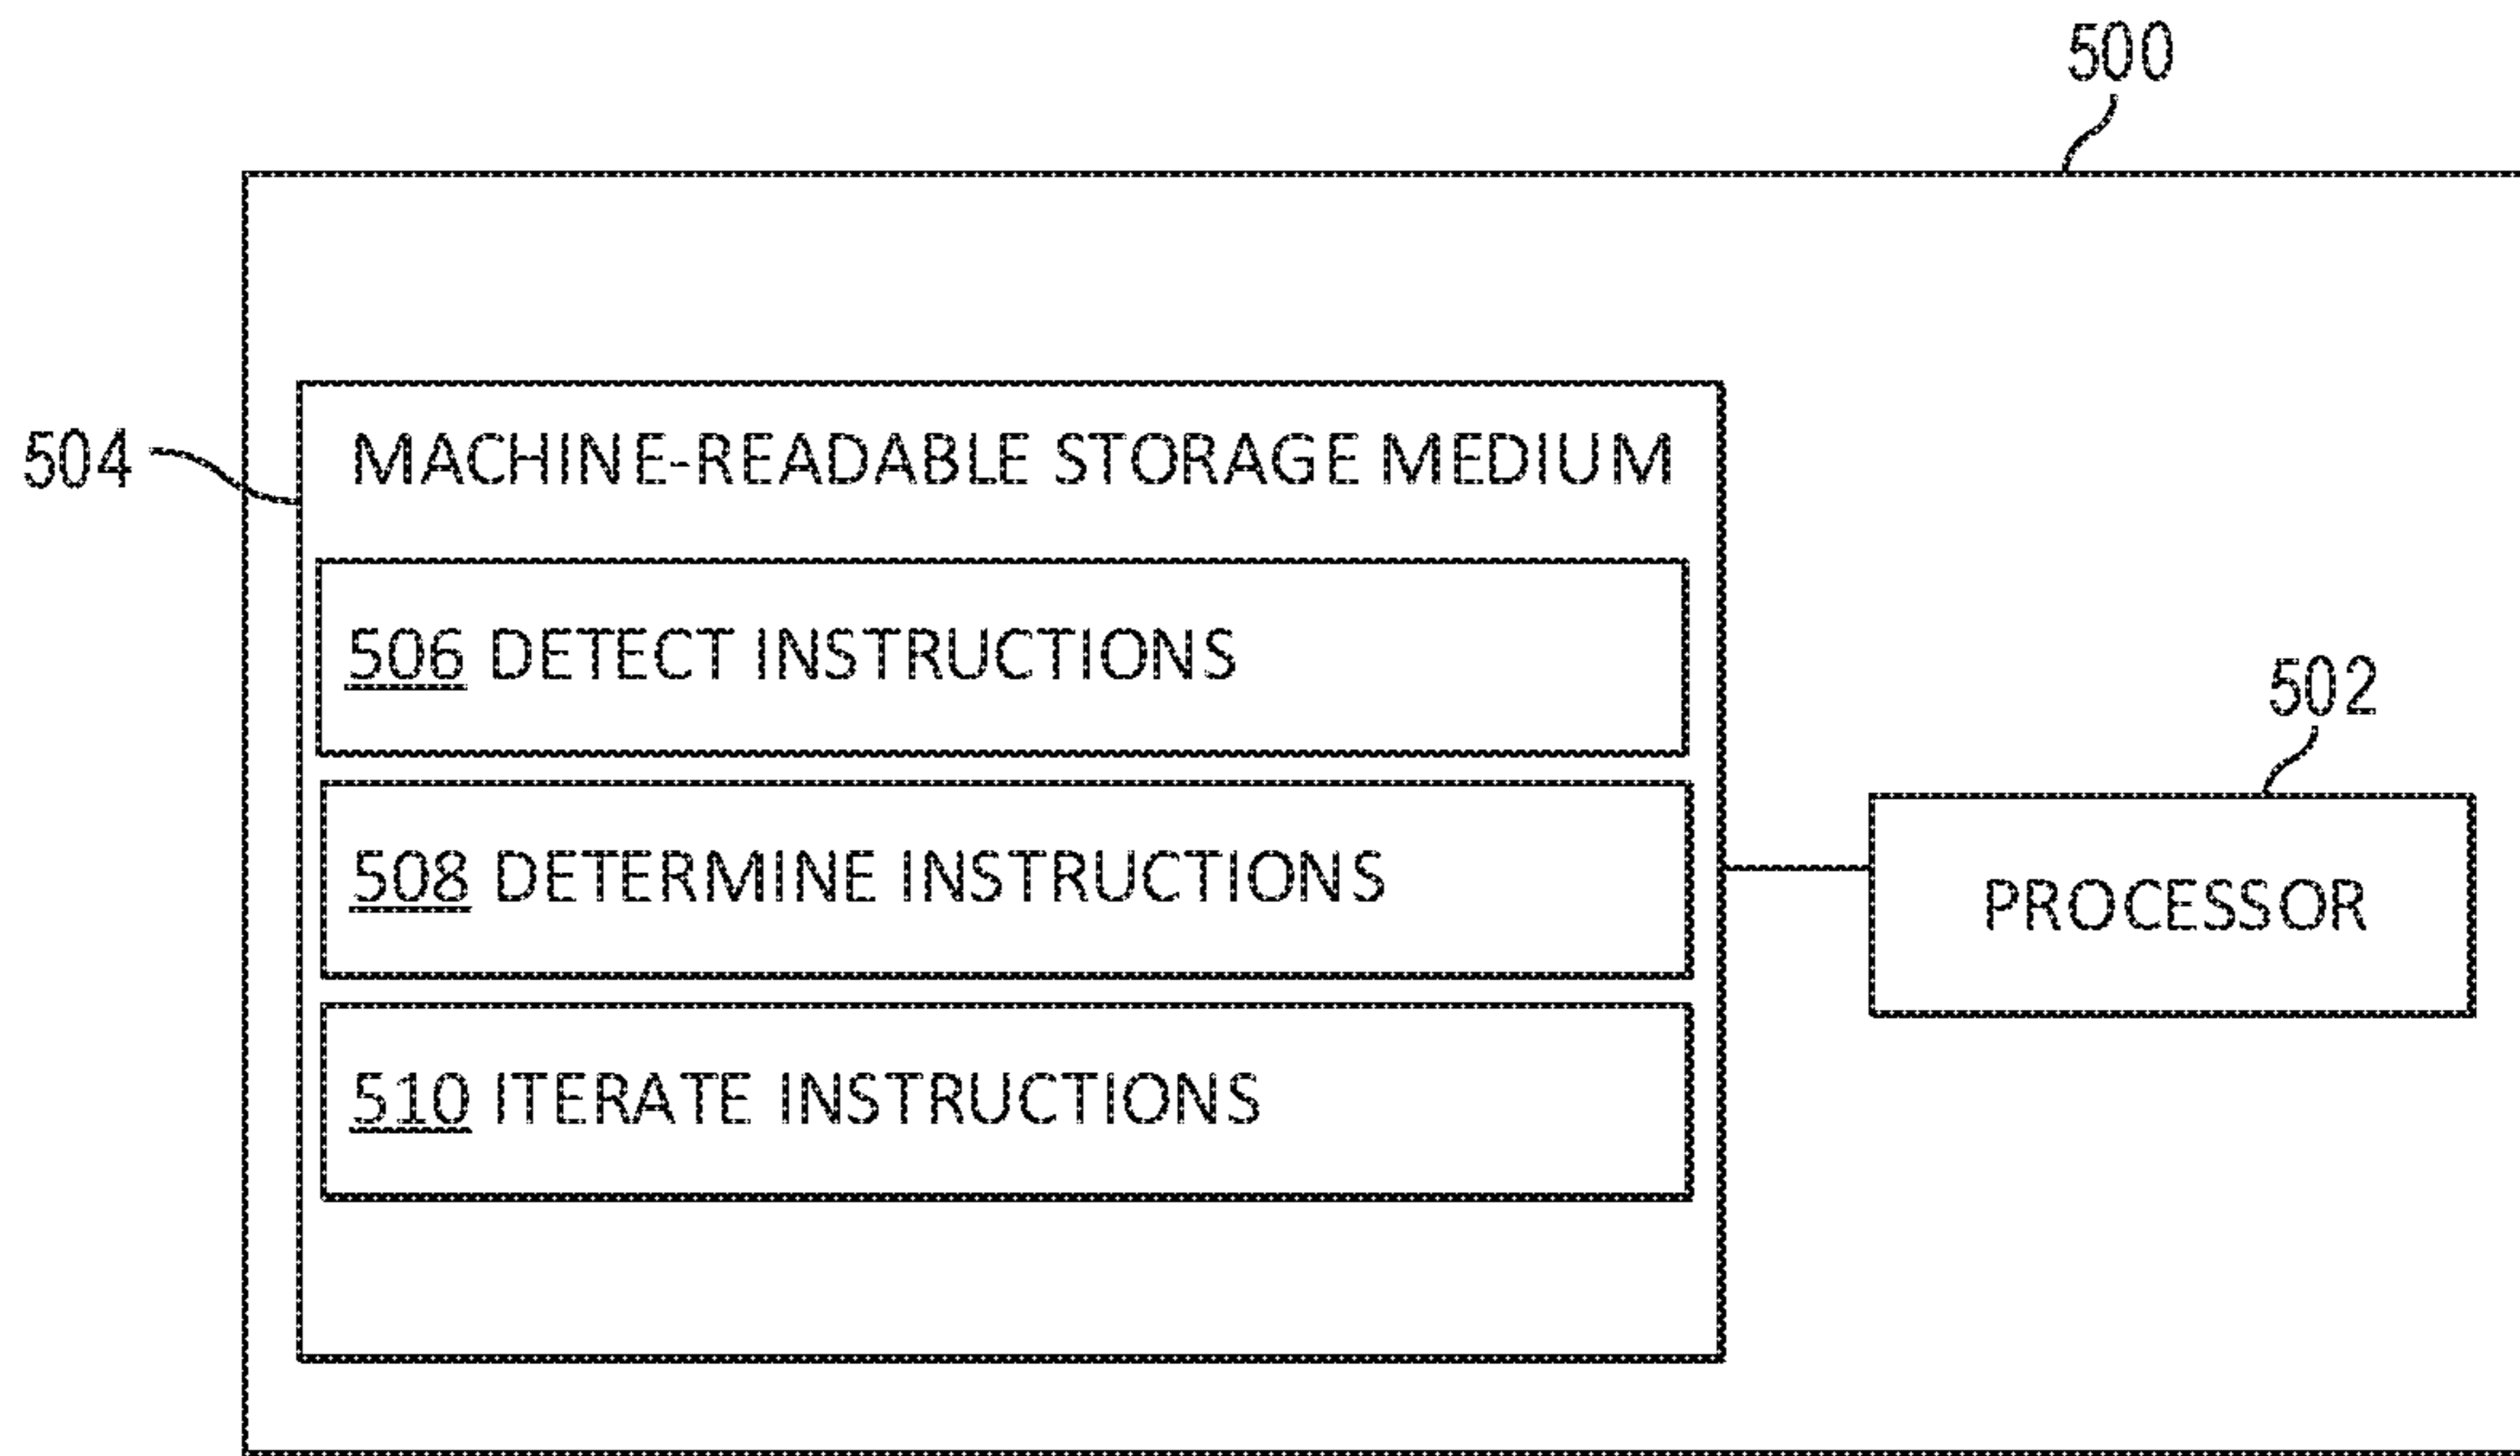 500
504
MACHINE-READABLE STORAGE MEDIUM
506 DETECT INSTRUCTIONS
502
508 DETERMINE INSTRUCTIONS
PROCESSOR
510 ITERATE INSTRUCTIONS